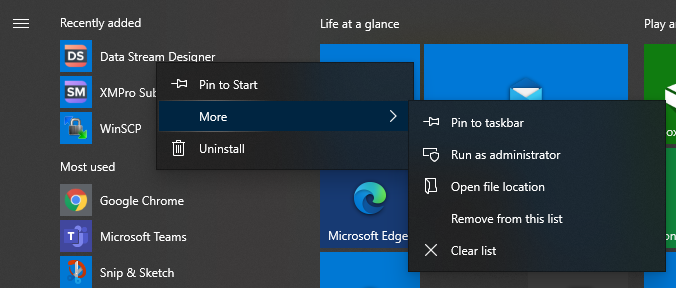 Recently added
Life at a glance
Play a
DS
Data Stream Designer
SM
XMPro Sub
WinSCP
Pin to Start
More
Uninstall
Pin to taskbar
Run as administrator
Open file location
Remove from this list
Clear list
Most used
Google Chrome
Microsoft Teams
Snip & Sketch
Microsoft Edge